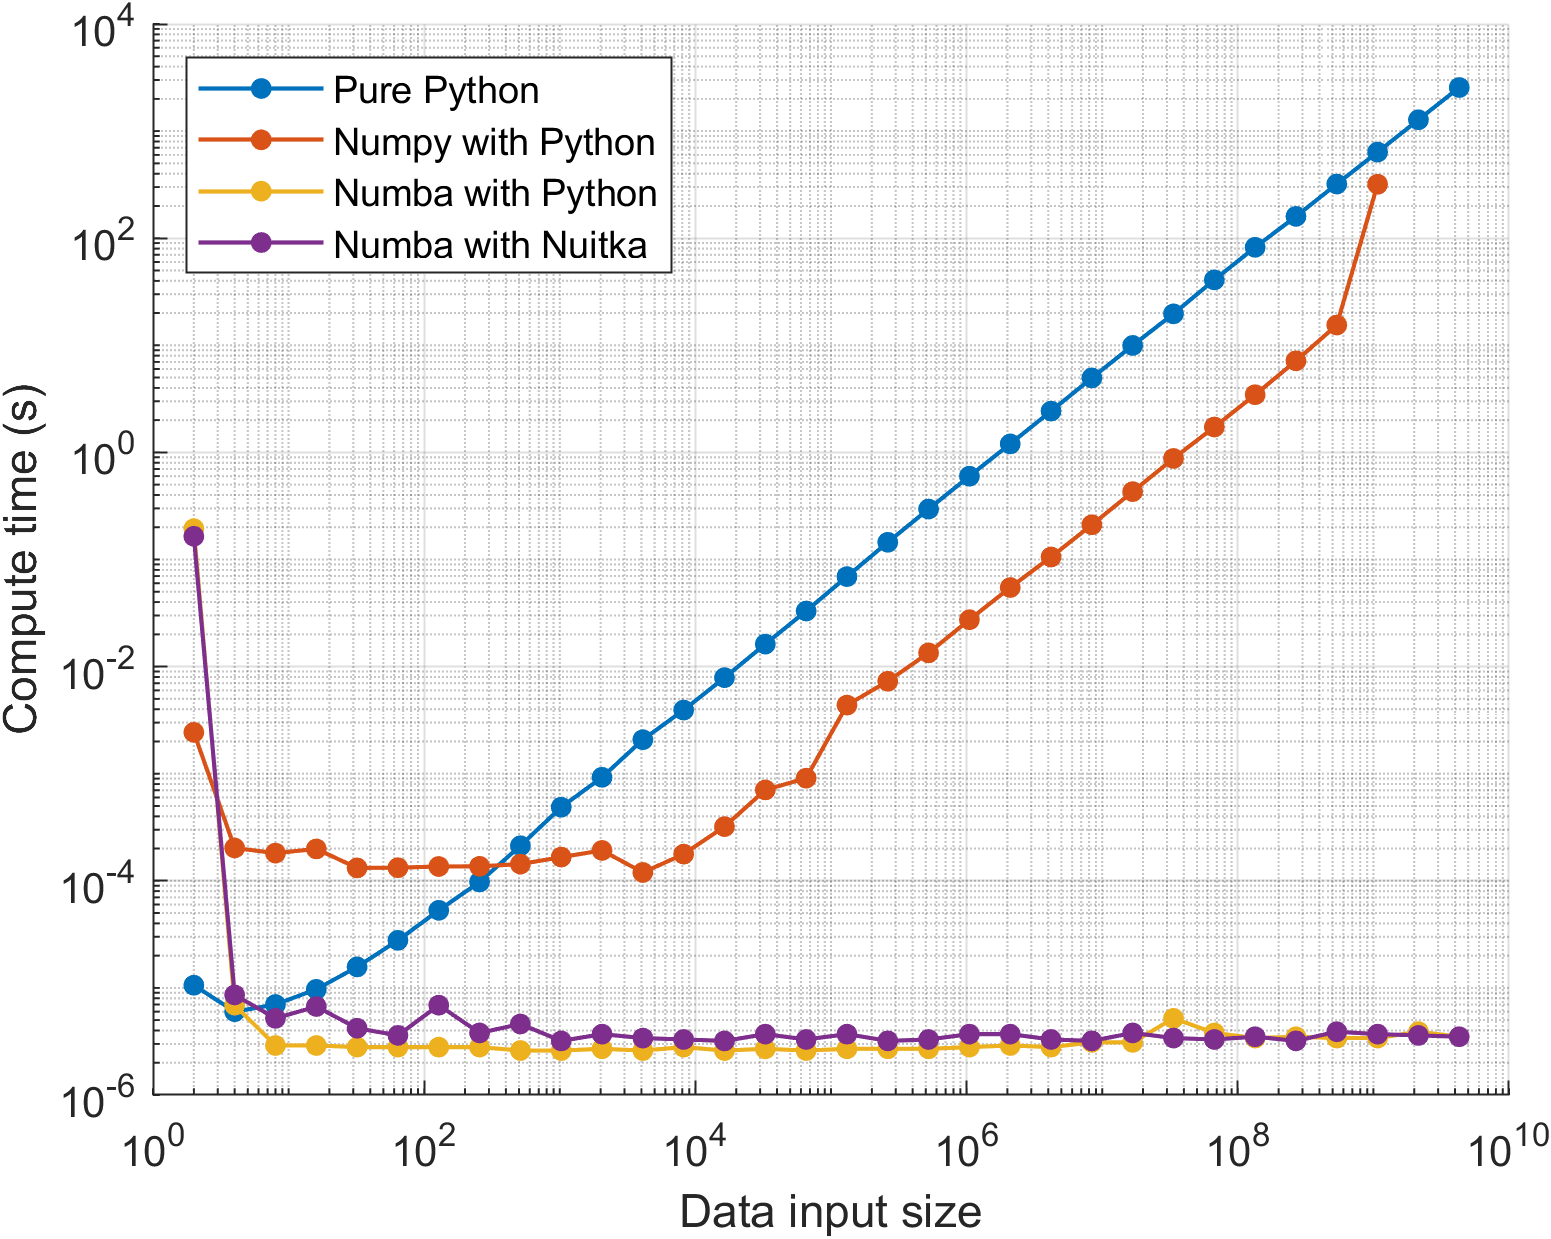 10^4
10^2
10^0
10^-2
10^-4
10^-6
Compute time (s)
Pure Python
Numpy with Python
Numba with Python
Numba with Nuitka
10^0 10^2 10^4 10^6 10^8 10^10
Data input size